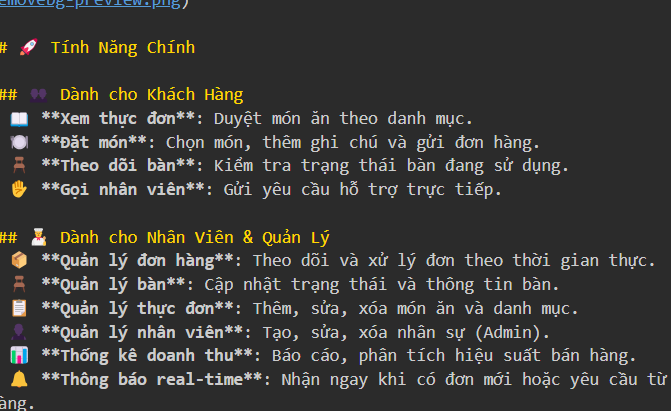 emovebg-preview.png)
# 🚀 Tính Năng Chính
## 👥 Dành cho Khách Hàng
📖 **Xem thực đơn**: Duyệt món ăn theo danh mục.
🍽️ **Đặt món**: Chọn món, thêm ghi chú và gửi đơn hàng.
🪑 **Theo dõi bàn**: Kiểm tra trạng thái bàn đang sử dụng.
✋ **Gọi nhân viên**: Gửi yêu cầu hỗ trợ trực tiếp.
## 👨‍🍳 Dành cho Nhân Viên & Quản Lý
📦 **Quản lý đơn hàng**: Theo dõi và xử lý đơn theo thời gian thực.
🪑 **Quản lý bàn**: Cập nhật trạng thái và thông tin bàn.
📋 **Quản lý thực đơn**: Thêm, sửa, xóa món ăn và danh mục.
👤 **Quản lý nhân viên**: Tạo, sửa, xóa nhân sự (Admin).
📊 **Thống kê doanh thu**: Báo cáo, phân tích hiệu suất bán hàng.
🔔 **Thông báo real-time**: Nhận ngay khi có đơn mới hoặc yêu cầu từ
àng.